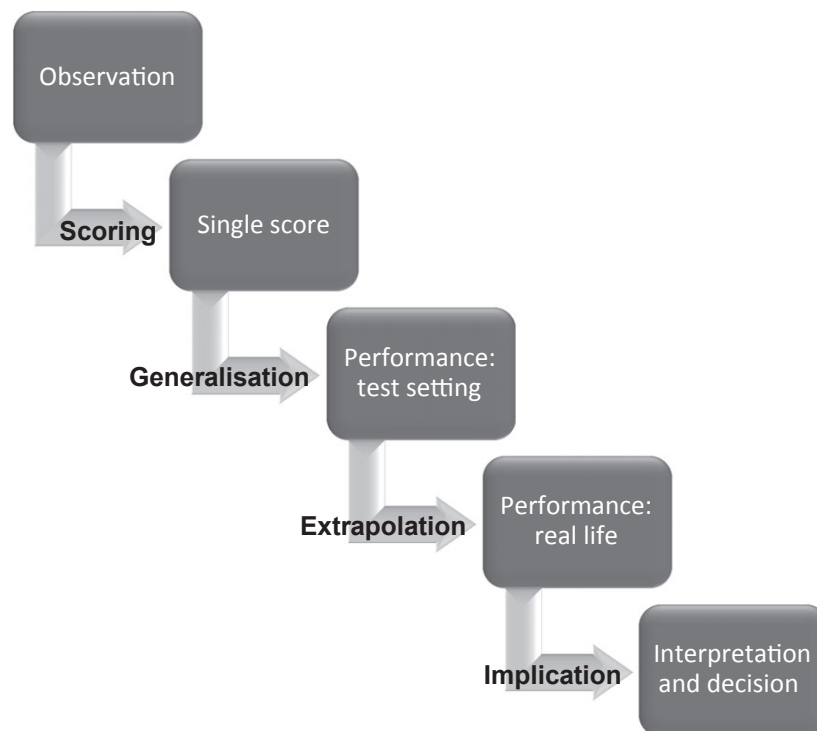 Observation
Scoring
Single score
Generalisation
Performance:
test setting
Extrapolation
Performance:
real life
Implication
Interpretation
and decision